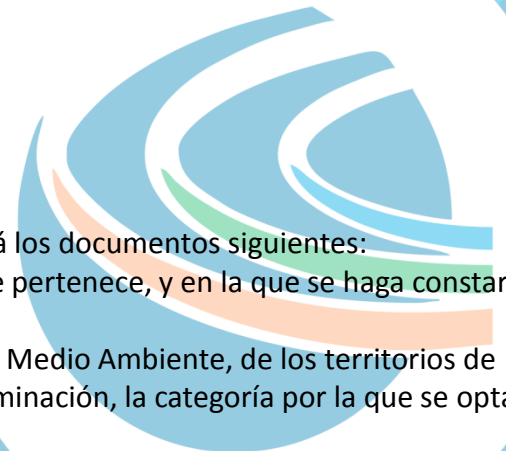 los documentos siguientes:
pertenece, y en la que se haga constar
Medio Ambiente, de los territorios de
la categoría por la que se opta